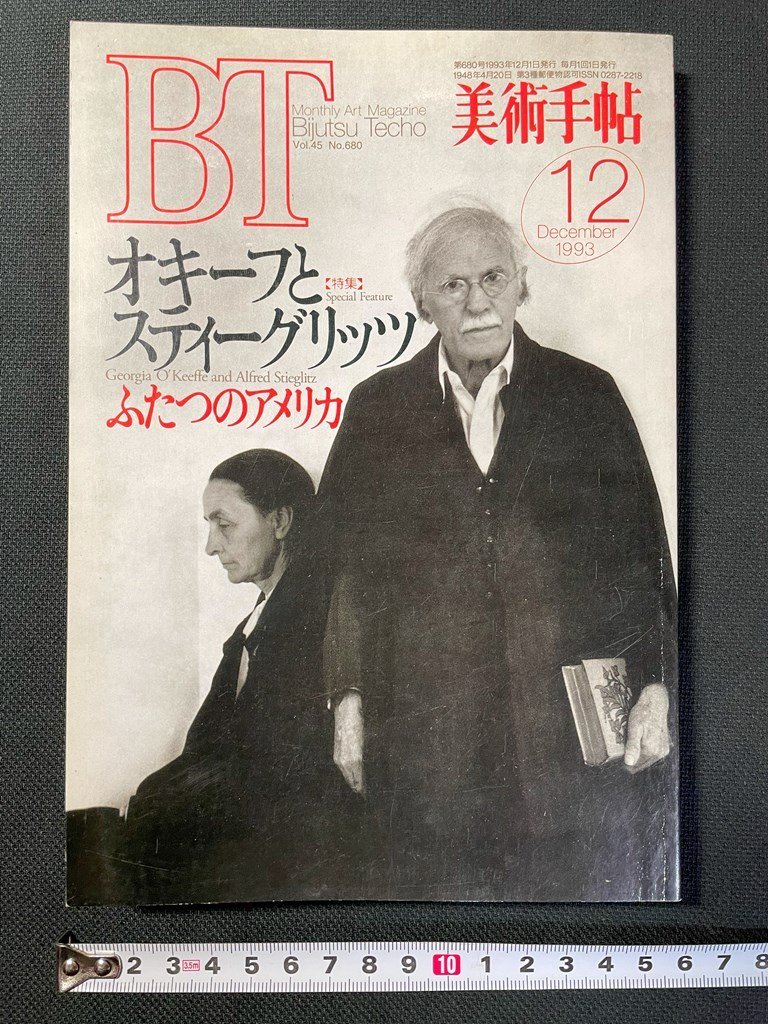 BT
Monthly Art Magazine
Bijutsu Techo
Vol.45 No.680
第680号1993年12月1日発行 毎月1回1日発行
1948年4月20日 第3種郵便物認可ISSN 0287-2218
美術手帖
12
December
1993
オキーフと
【特集】
Special Feature
スティーグリッツ
Georgia O'Keeffe and Alfred Stieglitz
ふたつのアメリカ
2 3 3.5m 4 5 6 7 8 9 10 1 2 3 4 5 6 7 8